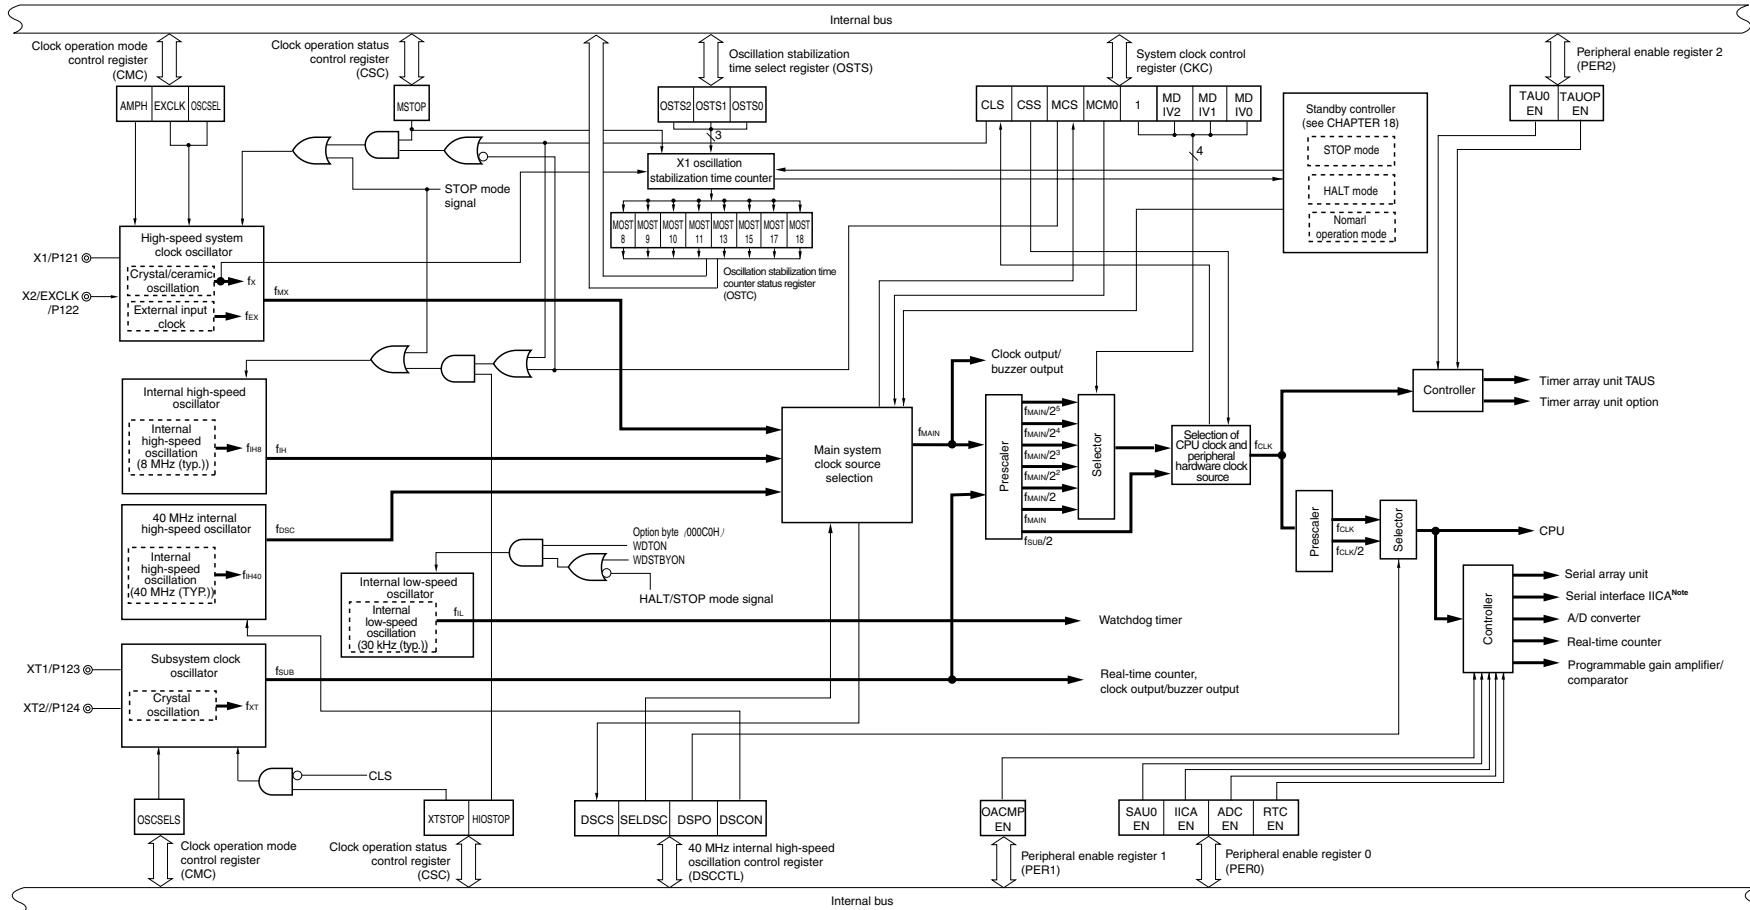 Internal bus
Clock operation mode
control register
(CMC)
Clock operation status
control register
(CSC)
Oscillation stabilization
time select register (OSTS)
System clock control
register (CKC)
Peripheral enable register 2
(PER2)
AMPH EXCLK OSCSEL
MSTOP
OSTS2 OSTS1 OSTS0
CLS CSS MCS MCM0 1 MD IV2 MD IV1 MD IV0
TAU0 EN TAUOP EN
3
4
Standby controller
(see CHAPTER 18)
STOP mode
HALT mode
Nomarl
operation mode
X1 oscillation
stabilization time counter
STOP mode
signal
MOST 8 MOST 9 MOST 10 MOST 11 MOST 13 MOST 15 MOST 17 MOST 18
Oscillation stabilization time
counter status register
(OSTC)
High-speed system
clock oscillator
X1/P121
Crystal/ceramic
oscillation
fX
X2/EXCLK
/P122
External input
clock
fEX
fMX
Internal high-speed
oscillator
Internal
high-speed
oscillation
(8 MHz (typ.))
fIH8
fIH
40 MHz internal
high-speed oscillator
Internal
high-speed
oscillation
(40 MHz (TYP.))
fIH40
fDSC
Main system
clock source
selection
fMAIN
Clock output/
buzzer output
Prescaler
fMAIN/2⁵
fMAIN/2⁴
fMAIN/2³
fMAIN/2²
fMAIN/2
fMAIN
fSUB/2
Selector
Selection of
CPU clock and
peripheral
hardware clock
source
fCLK
Controller
Timer array unit TAUS
Timer array unit option
Prescaler
fCLK
fCLK/2
Selector
CPU
Controller
Serial array unit
Serial interface IICA Note
A/D converter
Real-time counter
Programmable gain amplifier/
comparator
Option byte /000C0H /
WDTON
WDSTBYON
HALT/STOP mode signal
Internal low-speed
oscillator
Internal
low-speed
oscillation
(30 kHz (typ.))
fIL
Watchdog timer
Subsystem clock
oscillator
XT1/P123
XT2//P124
Crystal
oscillation
fXT
fSUB
Real-time counter,
clock output/buzzer output
CLS
OSCSELS
XTSTOP HIOSTOP
DSCS SELDSC DSPO DSCON
OACMP EN
SAU0 EN IICA EN ADC EN RTC EN
Clock operation mode
control register
(CMC)
Clock operation status
control register
(CSC)
40 MHz internal high-speed
oscillation control register
(DSCCTL)
Peripheral enable register 1
(PER1)
Peripheral enable register 0
(PER0)
Internal bus